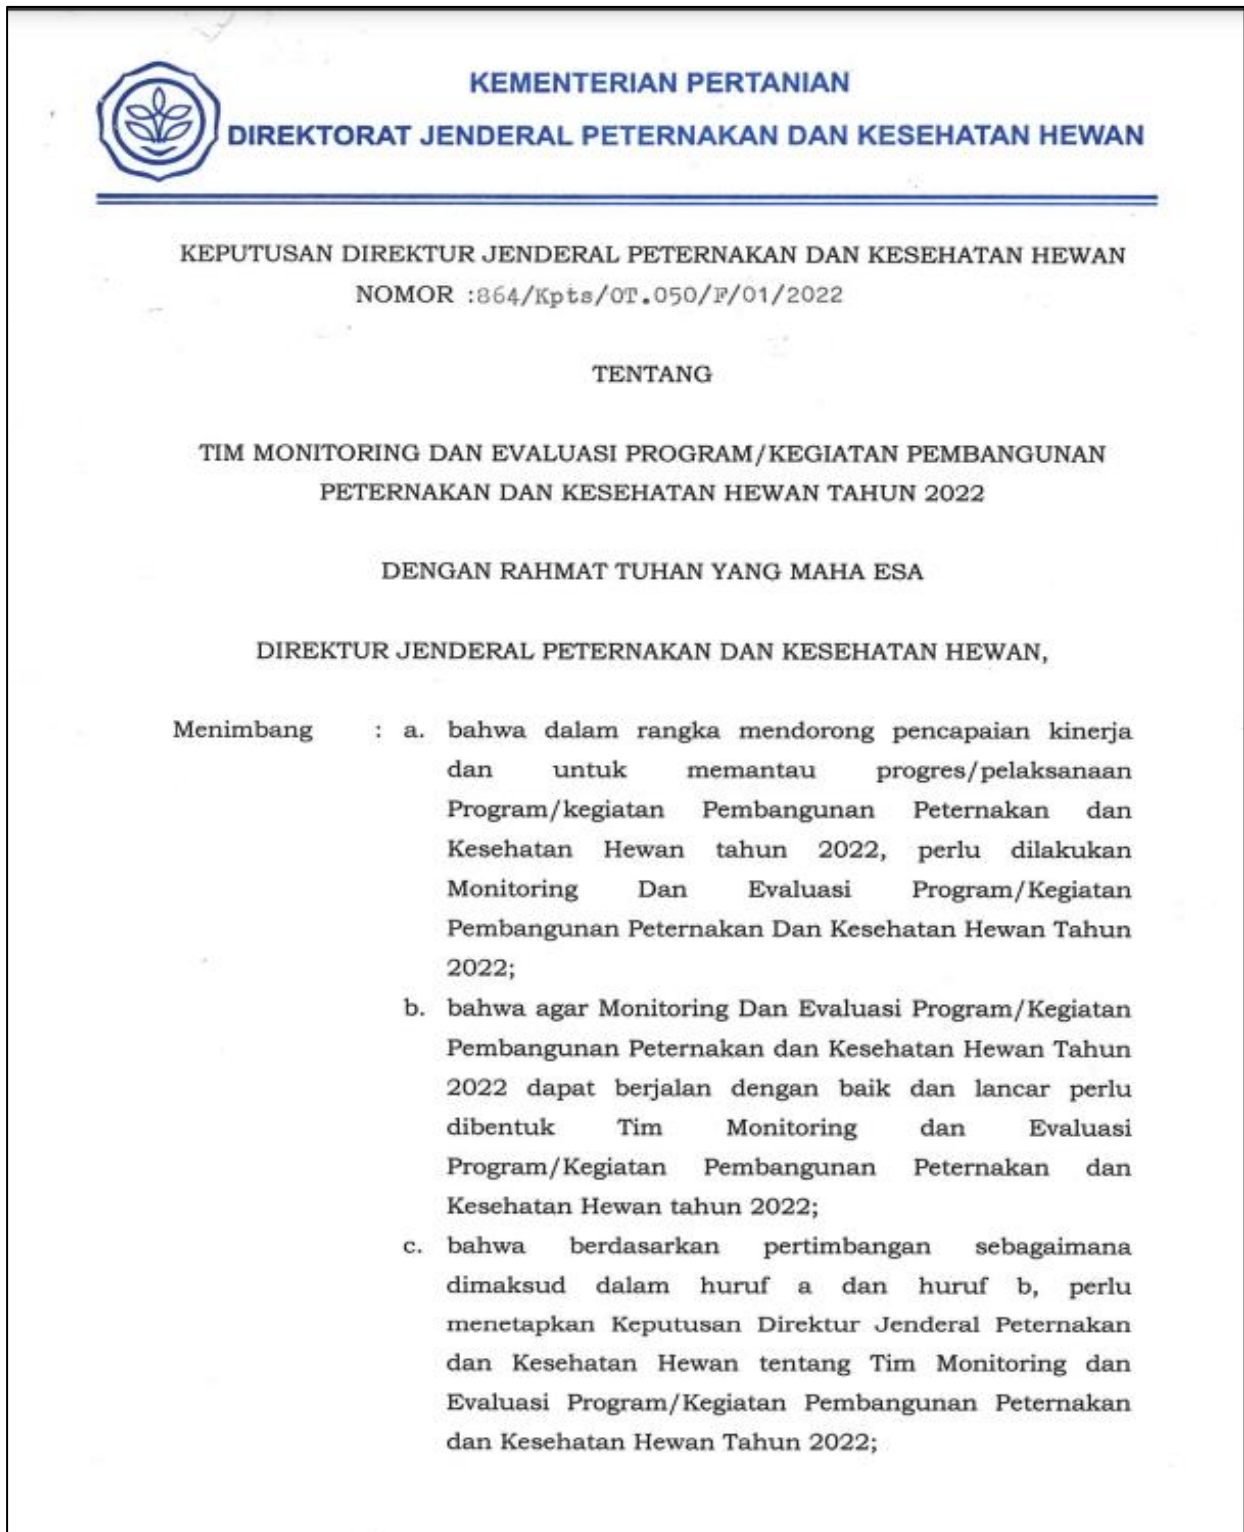 KEMENTERIAN PERTANIAN
DIREKTORAT JENDERAL PETERNAKAN DAN KESEHATAN HEWAN
KEPUTUSAN DIREKTUR JENDERAL PETERNAKAN DAN KESEHATAN HEWAN
NOMOR :864/Kpts/OT.050/F/01/2022
TENTANG
TIM MONITORING DAN EVALUASI PROGRAM/KEGIATAN PEMBANGUNAN
PETERNAKAN DAN KESEHATAN HEWAN TAHUN 2022
DENGAN RAHMAT TUHAN YANG MAHA ESA
DIREKTUR JENDERAL PETERNAKAN DAN KESEHATAN HEWAN,
Menimbang : a. bahwa dalam rangka mendorong pencapaian kinerja
dan untuk memantau progres/pelaksanaan
Program/kegiatan Pembangunan Peternakan dan
Kesehatan Hewan tahun 2022, perlu dilakukan
Monitoring Dan Evaluasi Program/Kegiatan
Pembangunan Peternakan Dan Kesehatan Hewan Tahun
2022;
b. bahwa agar Monitoring Dan Evaluasi Program/Kegiatan
Pembangunan Peternakan dan Kesehatan Hewan Tahun
2022 dapat berjalan dengan baik dan lancar perlu
dibentuk Tim Monitoring dan Evaluasi
Program/Kegiatan Pembangunan Peternakan dan
Kesehatan Hewan tahun 2022;
c. bahwa berdasarkan pertimbangan sebagaimana
dimaksud dalam huruf a dan huruf b, perlu
menetapkan Keputusan Direktur Jenderal Peternakan
dan Kesehatan Hewan tentang Tim Monitoring dan
Evaluasi Program/Kegiatan Pembangunan Peternakan
dan Kesehatan Hewan Tahun 2022;